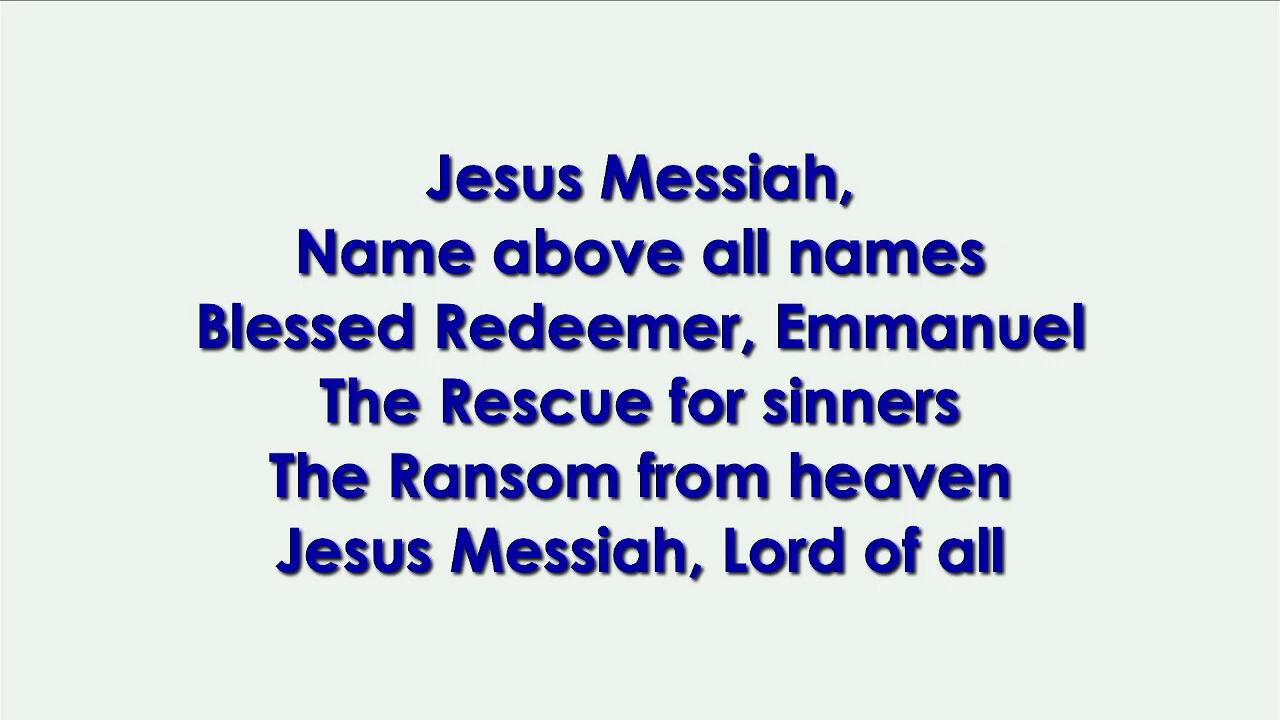 Jesus Messiah,
Name above all names
Blessed Redeemer, Emmanuel
The Rescue for sinners
The Ransom from heaven
Jesus Messiah, Lord of all